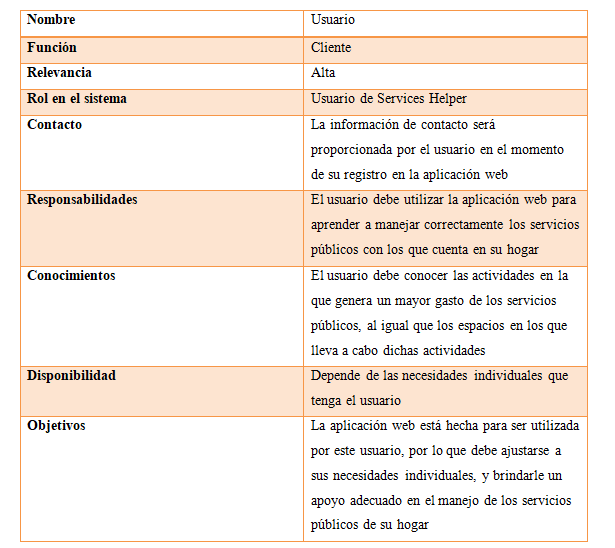 Nombre Usuario
Función Cliente
Relevancia Alta
Rol en el sistema Usuario de Services Helper
Contacto La información de contacto será
proporcionada por el usuario en el momento
de su registro en la aplicación web
Responsabilidades El usuario debe utilizar la aplicación web para
aprender a manejar correctamente los servicios
públicos con los que cuenta en su hogar
Conocimientos El usuario debe conocer las actividades en la
que genera un mayor gasto de los servicios
públicos, al igual que los espacios en los que
lleva a cabo dichas actividades
Disponibilidad Depende de las necesidades individuales que
tenga el usuario
Objetivos La aplicación web está hecha para ser utilizada
por este usuario, por lo que debe ajustarse a
sus necesidades individuales, y brindarle un
apoyo adecuado en el manejo de los servicios
públicos de su hogar